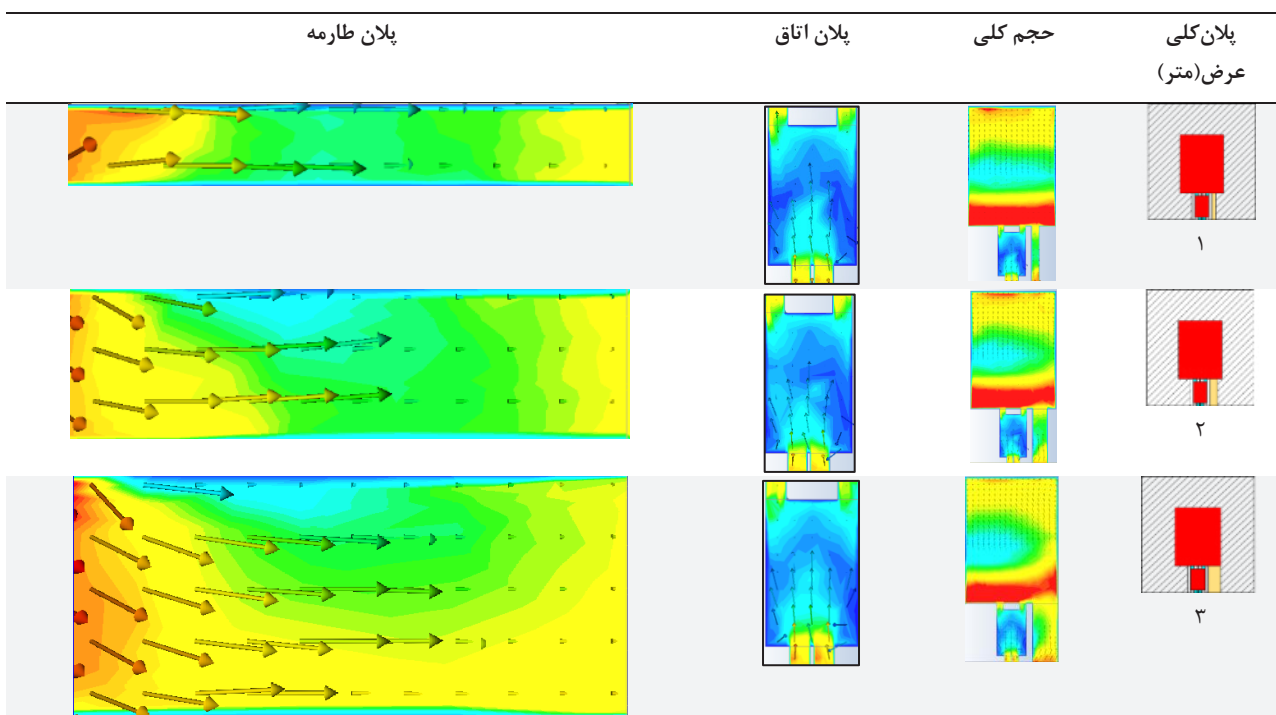 پلان‌کلی
عرض(متر)
حجم کلی
پلان اتاق
پلان طارمه
۱
۲
۳